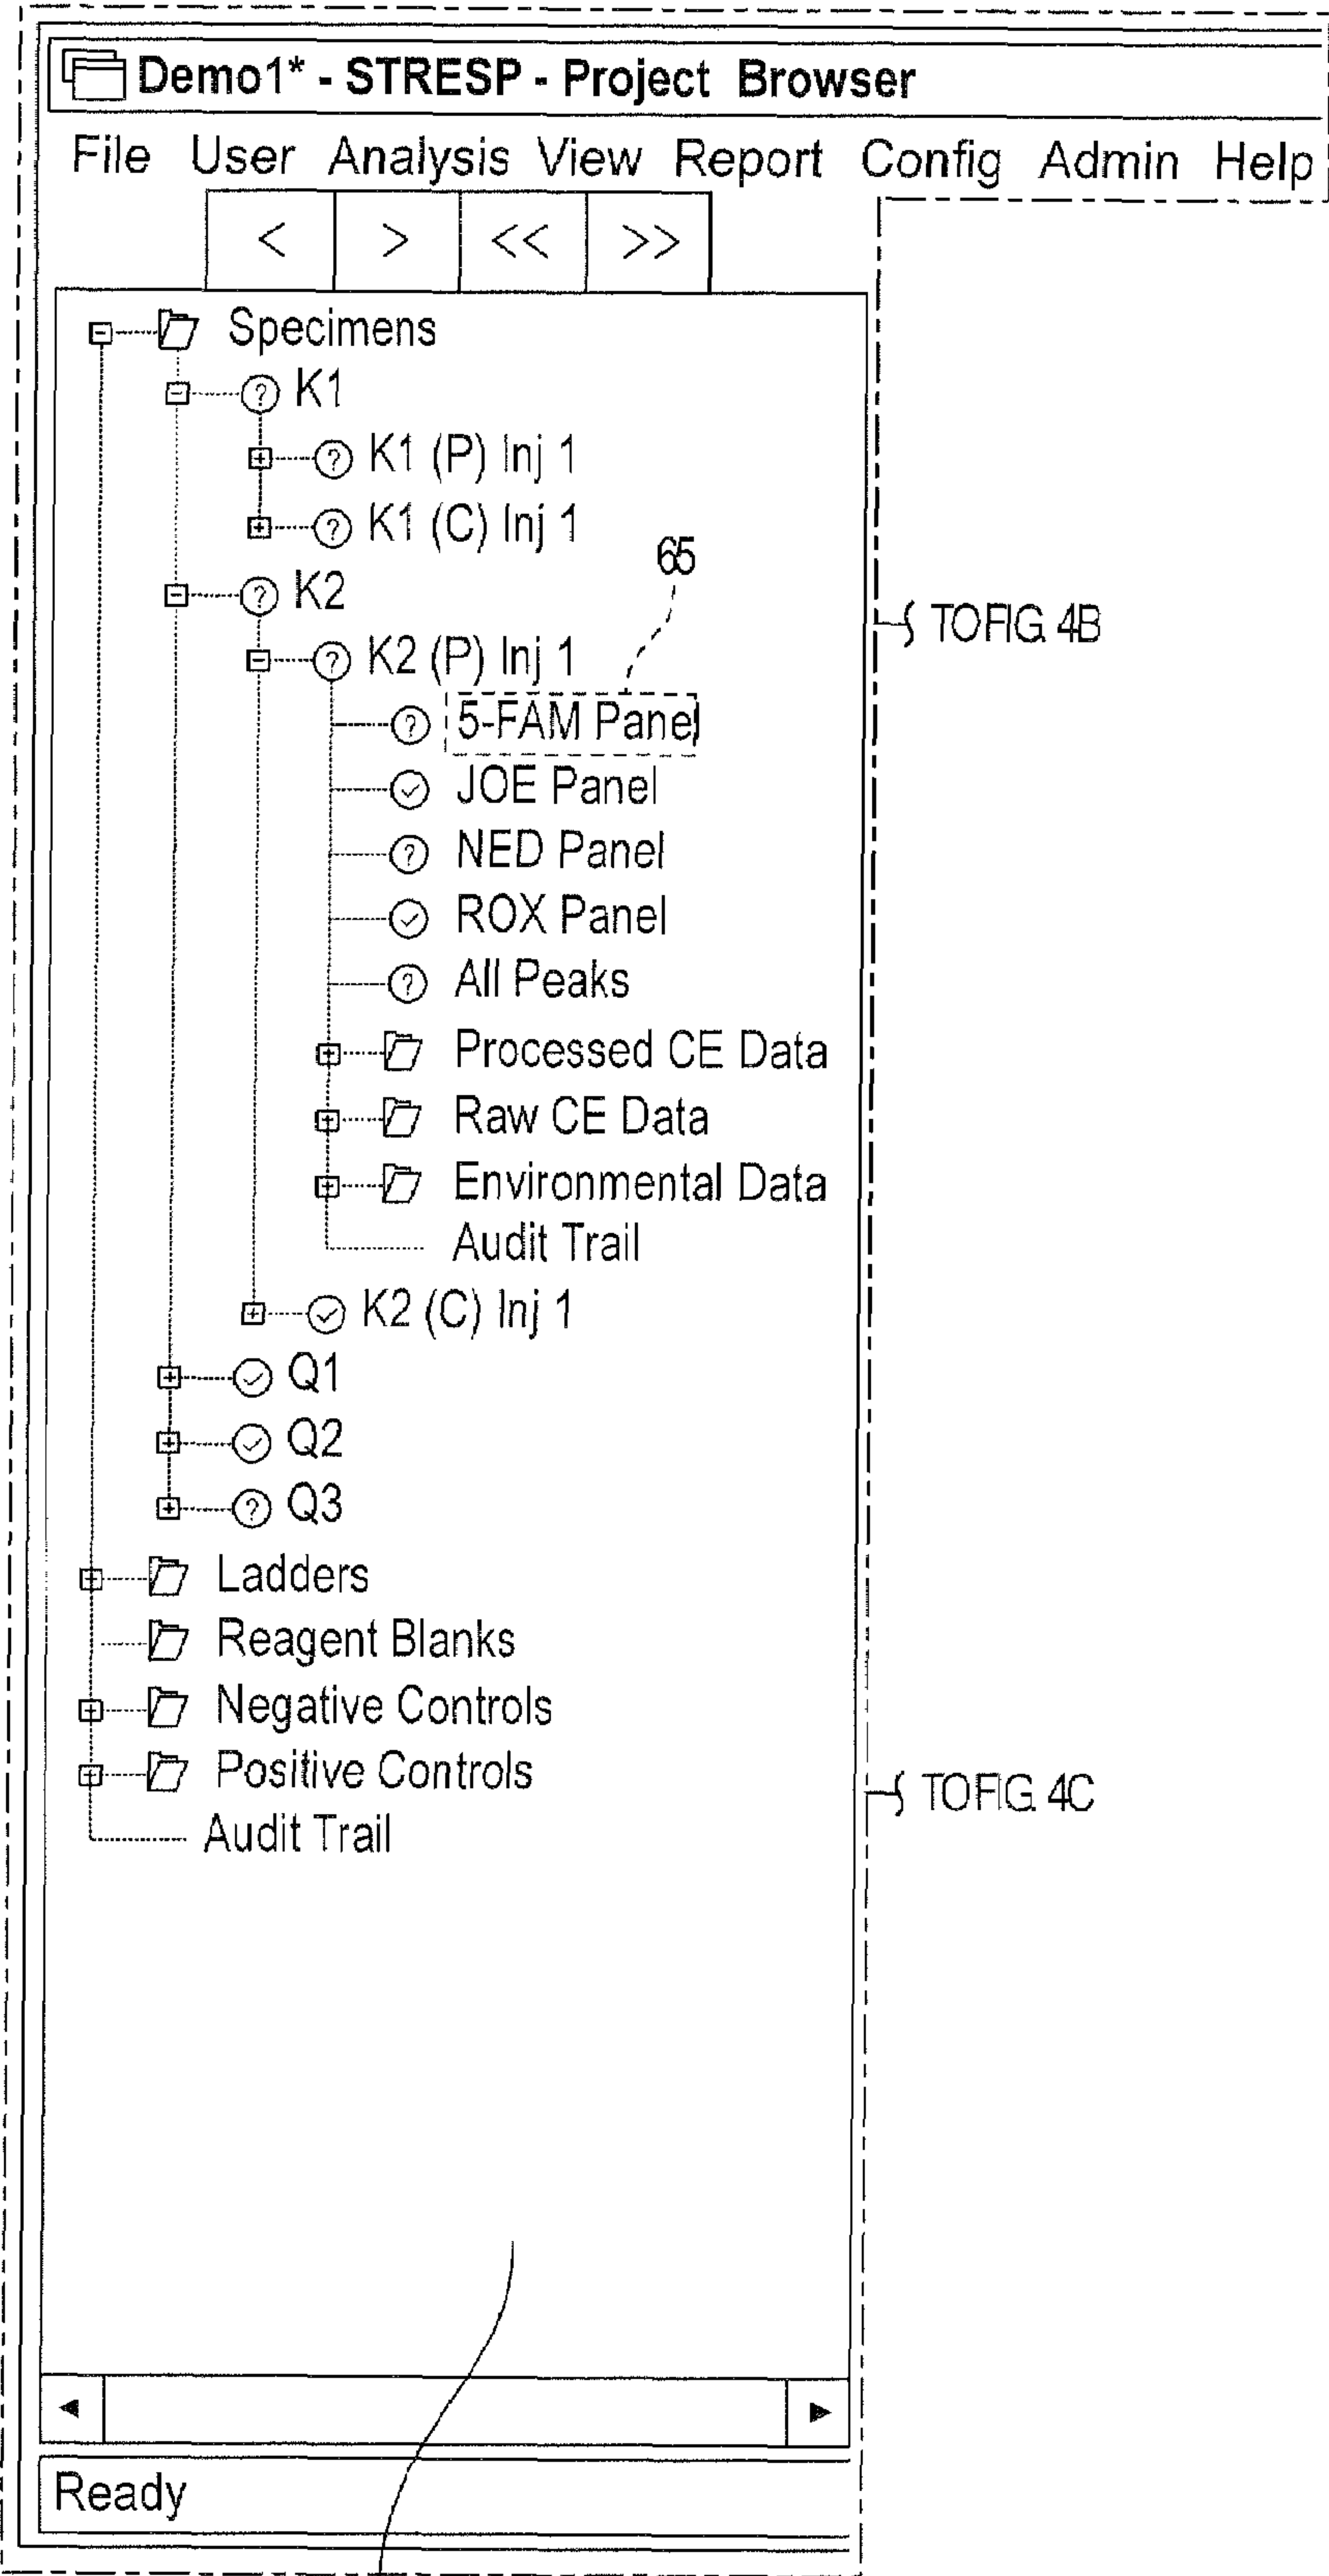 Demo1* - STRESP - Project Browser
File User Analysis View Report Config Admin Help
< > << >>
Specimens
K1
K1 (P) Inj 1
K1 (C) Inj 1
65
K2
TO FIG. 4B
K2 (P) Inj 1
5-FAM Panel
JOE Panel
NED Panel
ROX Panel
All Peaks
Processed CE Data
Raw CE Data
Environmental Data
Audit Trail
K2 (C) Inj 1
Q1
Q2
Q3
Ladders
Reagent Blanks
Negative Controls
Positive Controls
TO FIG. 4C
Audit Trail
Ready